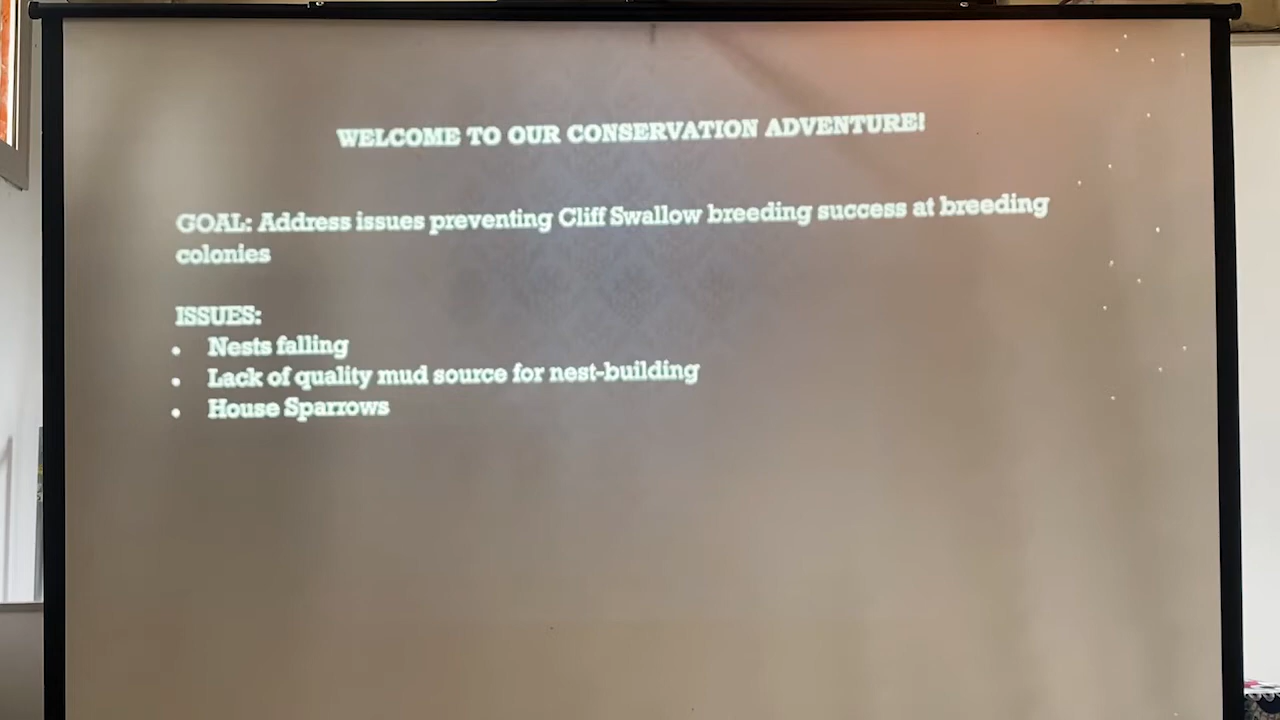 WELCOME TO OUR CONSERVATION ADVENTURE!
GOAL: Address issues preventing Cliff Swallow breeding success at breeding
colonies
ISSUES:
• Nests falling
• Lack of quality mud source for nest-building
• House Sparrows